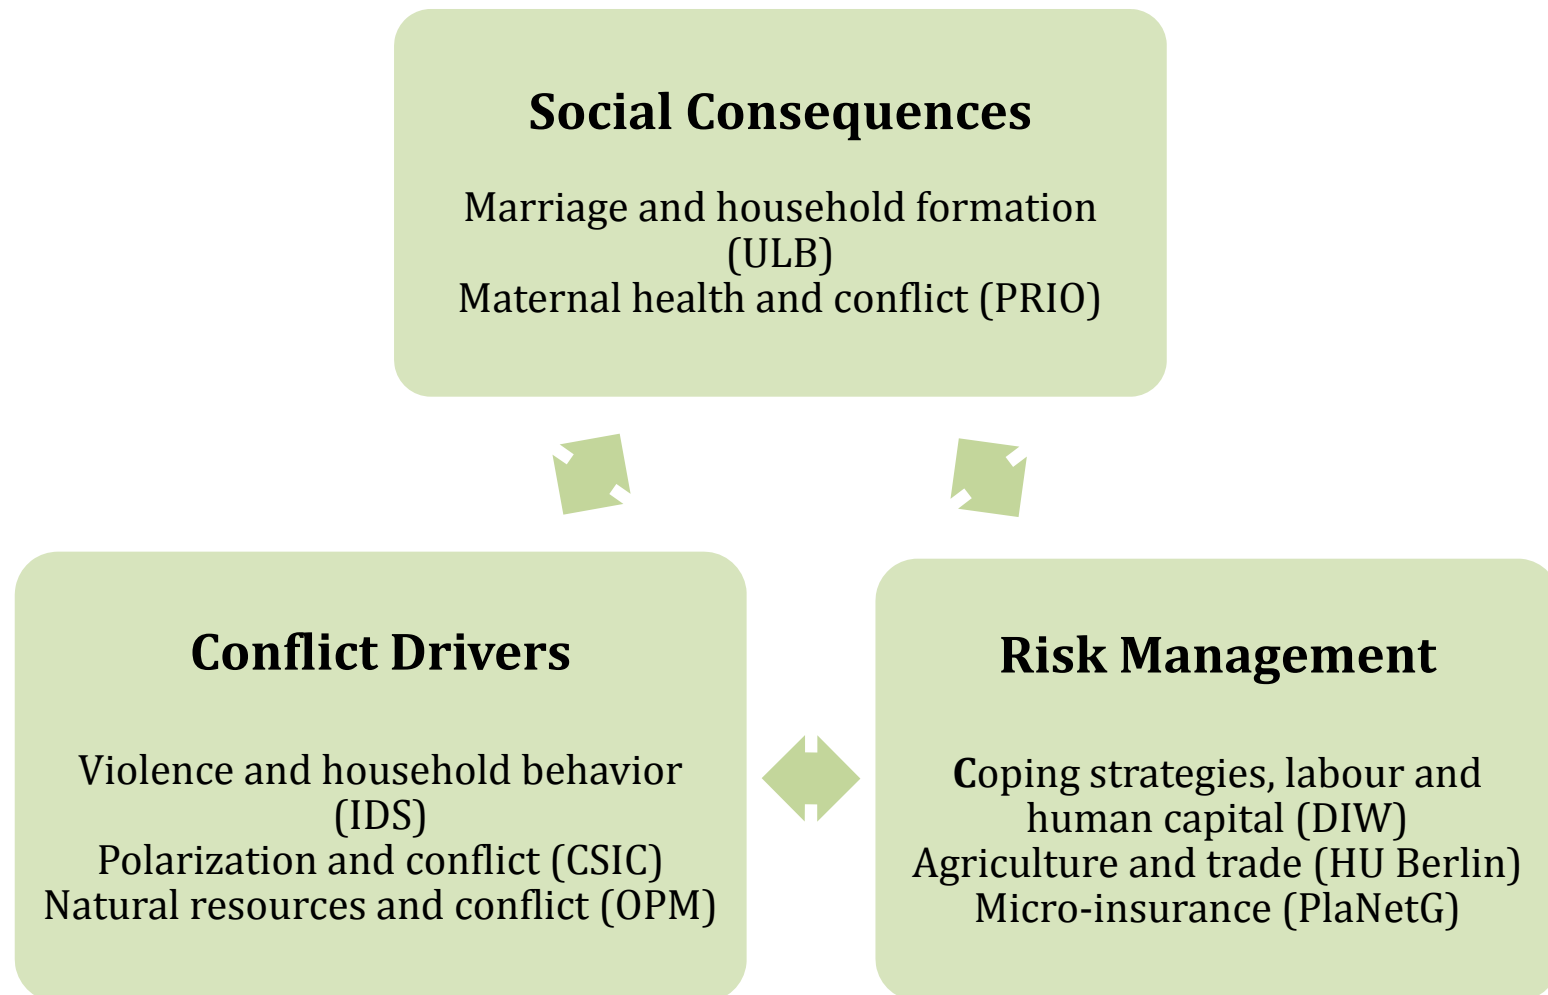 Social Consequences
Marriage and household formation
(ULB)
Maternal health and conflict (PRIO)
Conflict Drivers
Violence and household behavior
(IDS)
Polarization and conflict (CSIC)
Natural resources and conflict (OPM)
Risk Management
Coping strategies, labour and
human capital (DIW)
Agriculture and trade (HU Berlin)
Micro-insurance (PlaNetG)